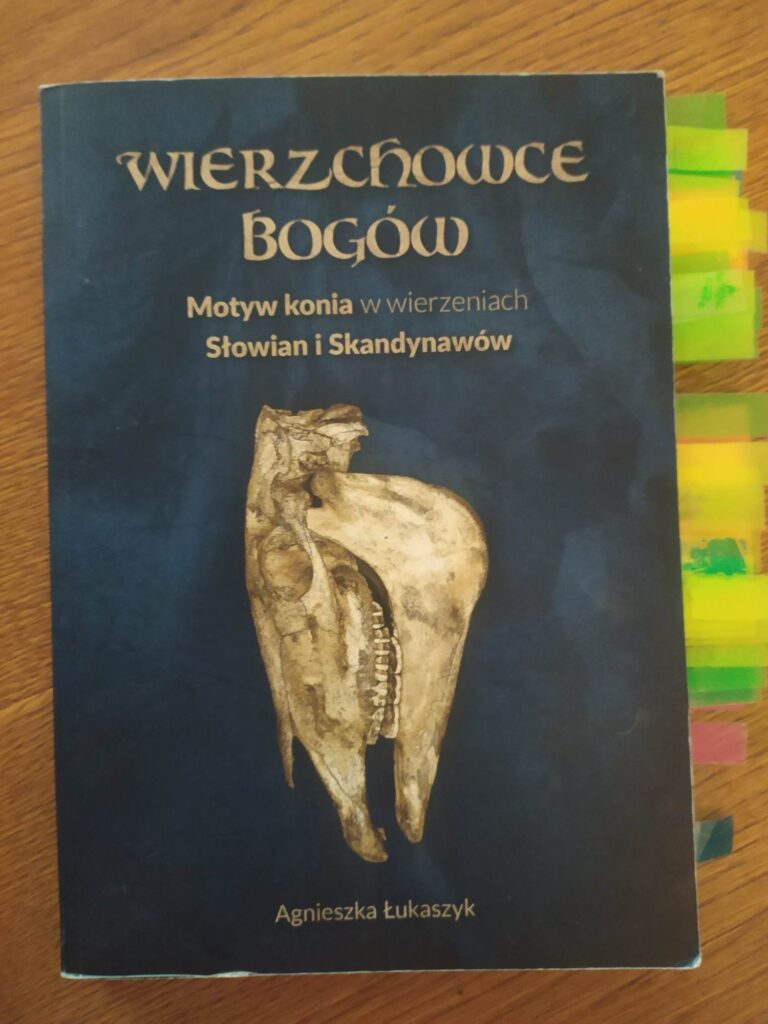 WIERZCHOWCE
BOGÓW
Motyw konia w wierzeniach
Słowian i Skandynawów
Agnieszka Łukaszyk